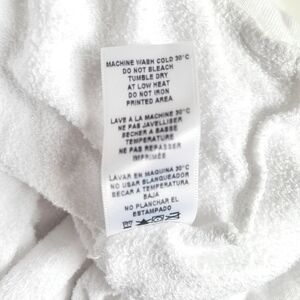 MACHINE WASH COLD 30°C
DO NOT BLEACH
TUMBLE DRY
AT LOW HEAT
DO NOT IRON
PRINTED AREA
LAVE A LA MACHINE 30°C
NE PAS JAVELLISER
SECHER A BASSE
TEMPERATURE
NE PAS REPASSER
IMPRIMÉE
LAVAR EN MAQUINA 30°C
NO USAR BLANQUEADOR
SECAR A TEMPERATURA
BAJA
NO PLANCHAR EL
ESTAMPADO